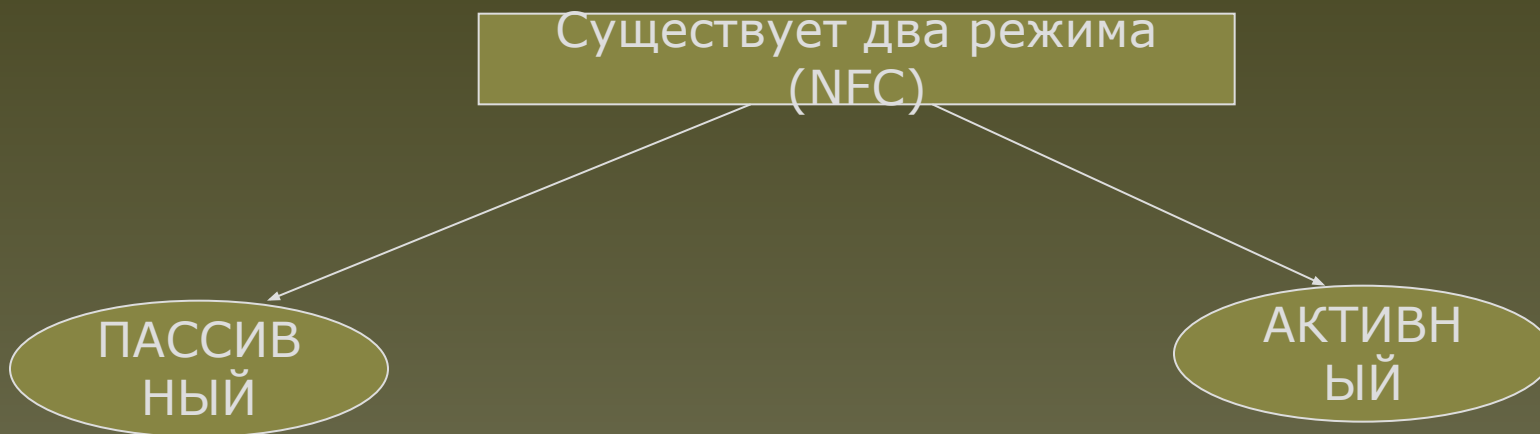 Существует два режима
(NFC)
ПАССИВ
НЫЙ
АКТИВН
ЫЙ